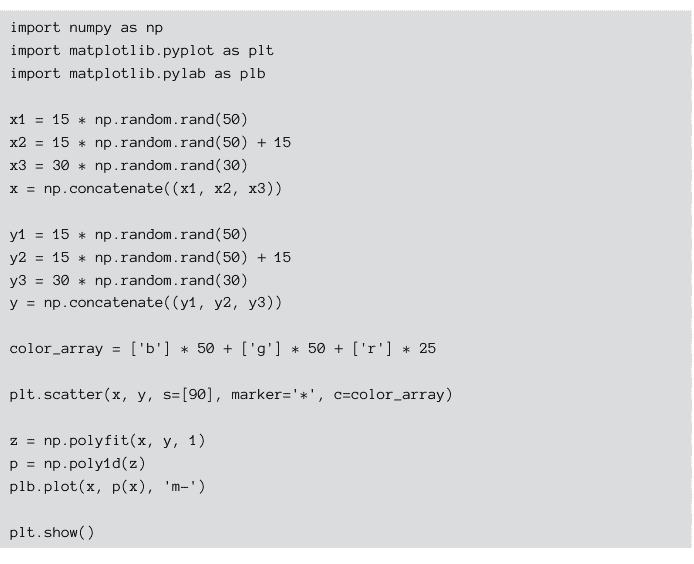 import numpy as np
import matplotlib.pyplot as plt
import matplotlib.pylab as plb
x1 = 15 * np.random.rand(50)
x2 = 15 * np.random.rand(50) + 15
x3 = 30 * np.random.rand(30)
x = np.concatenate((x1, x2, x3))
y1 = 15 * np.random.rand(50)
y2 = 15 * np.random.rand(50) + 15
y3 = 30 * np.random.rand(30)
y = np.concatenate((y1, y2, y3))
color_array = ['b'] * 50 + ['g'] * 50 + ['r'] * 25
plt.scatter(x, y, s=[90], marker='*', c=color_array)
z = np.polyfit(x, y, 1)
p = np.poly1d(z)
plb.plot(x, p(x), 'm-')
plt.show()